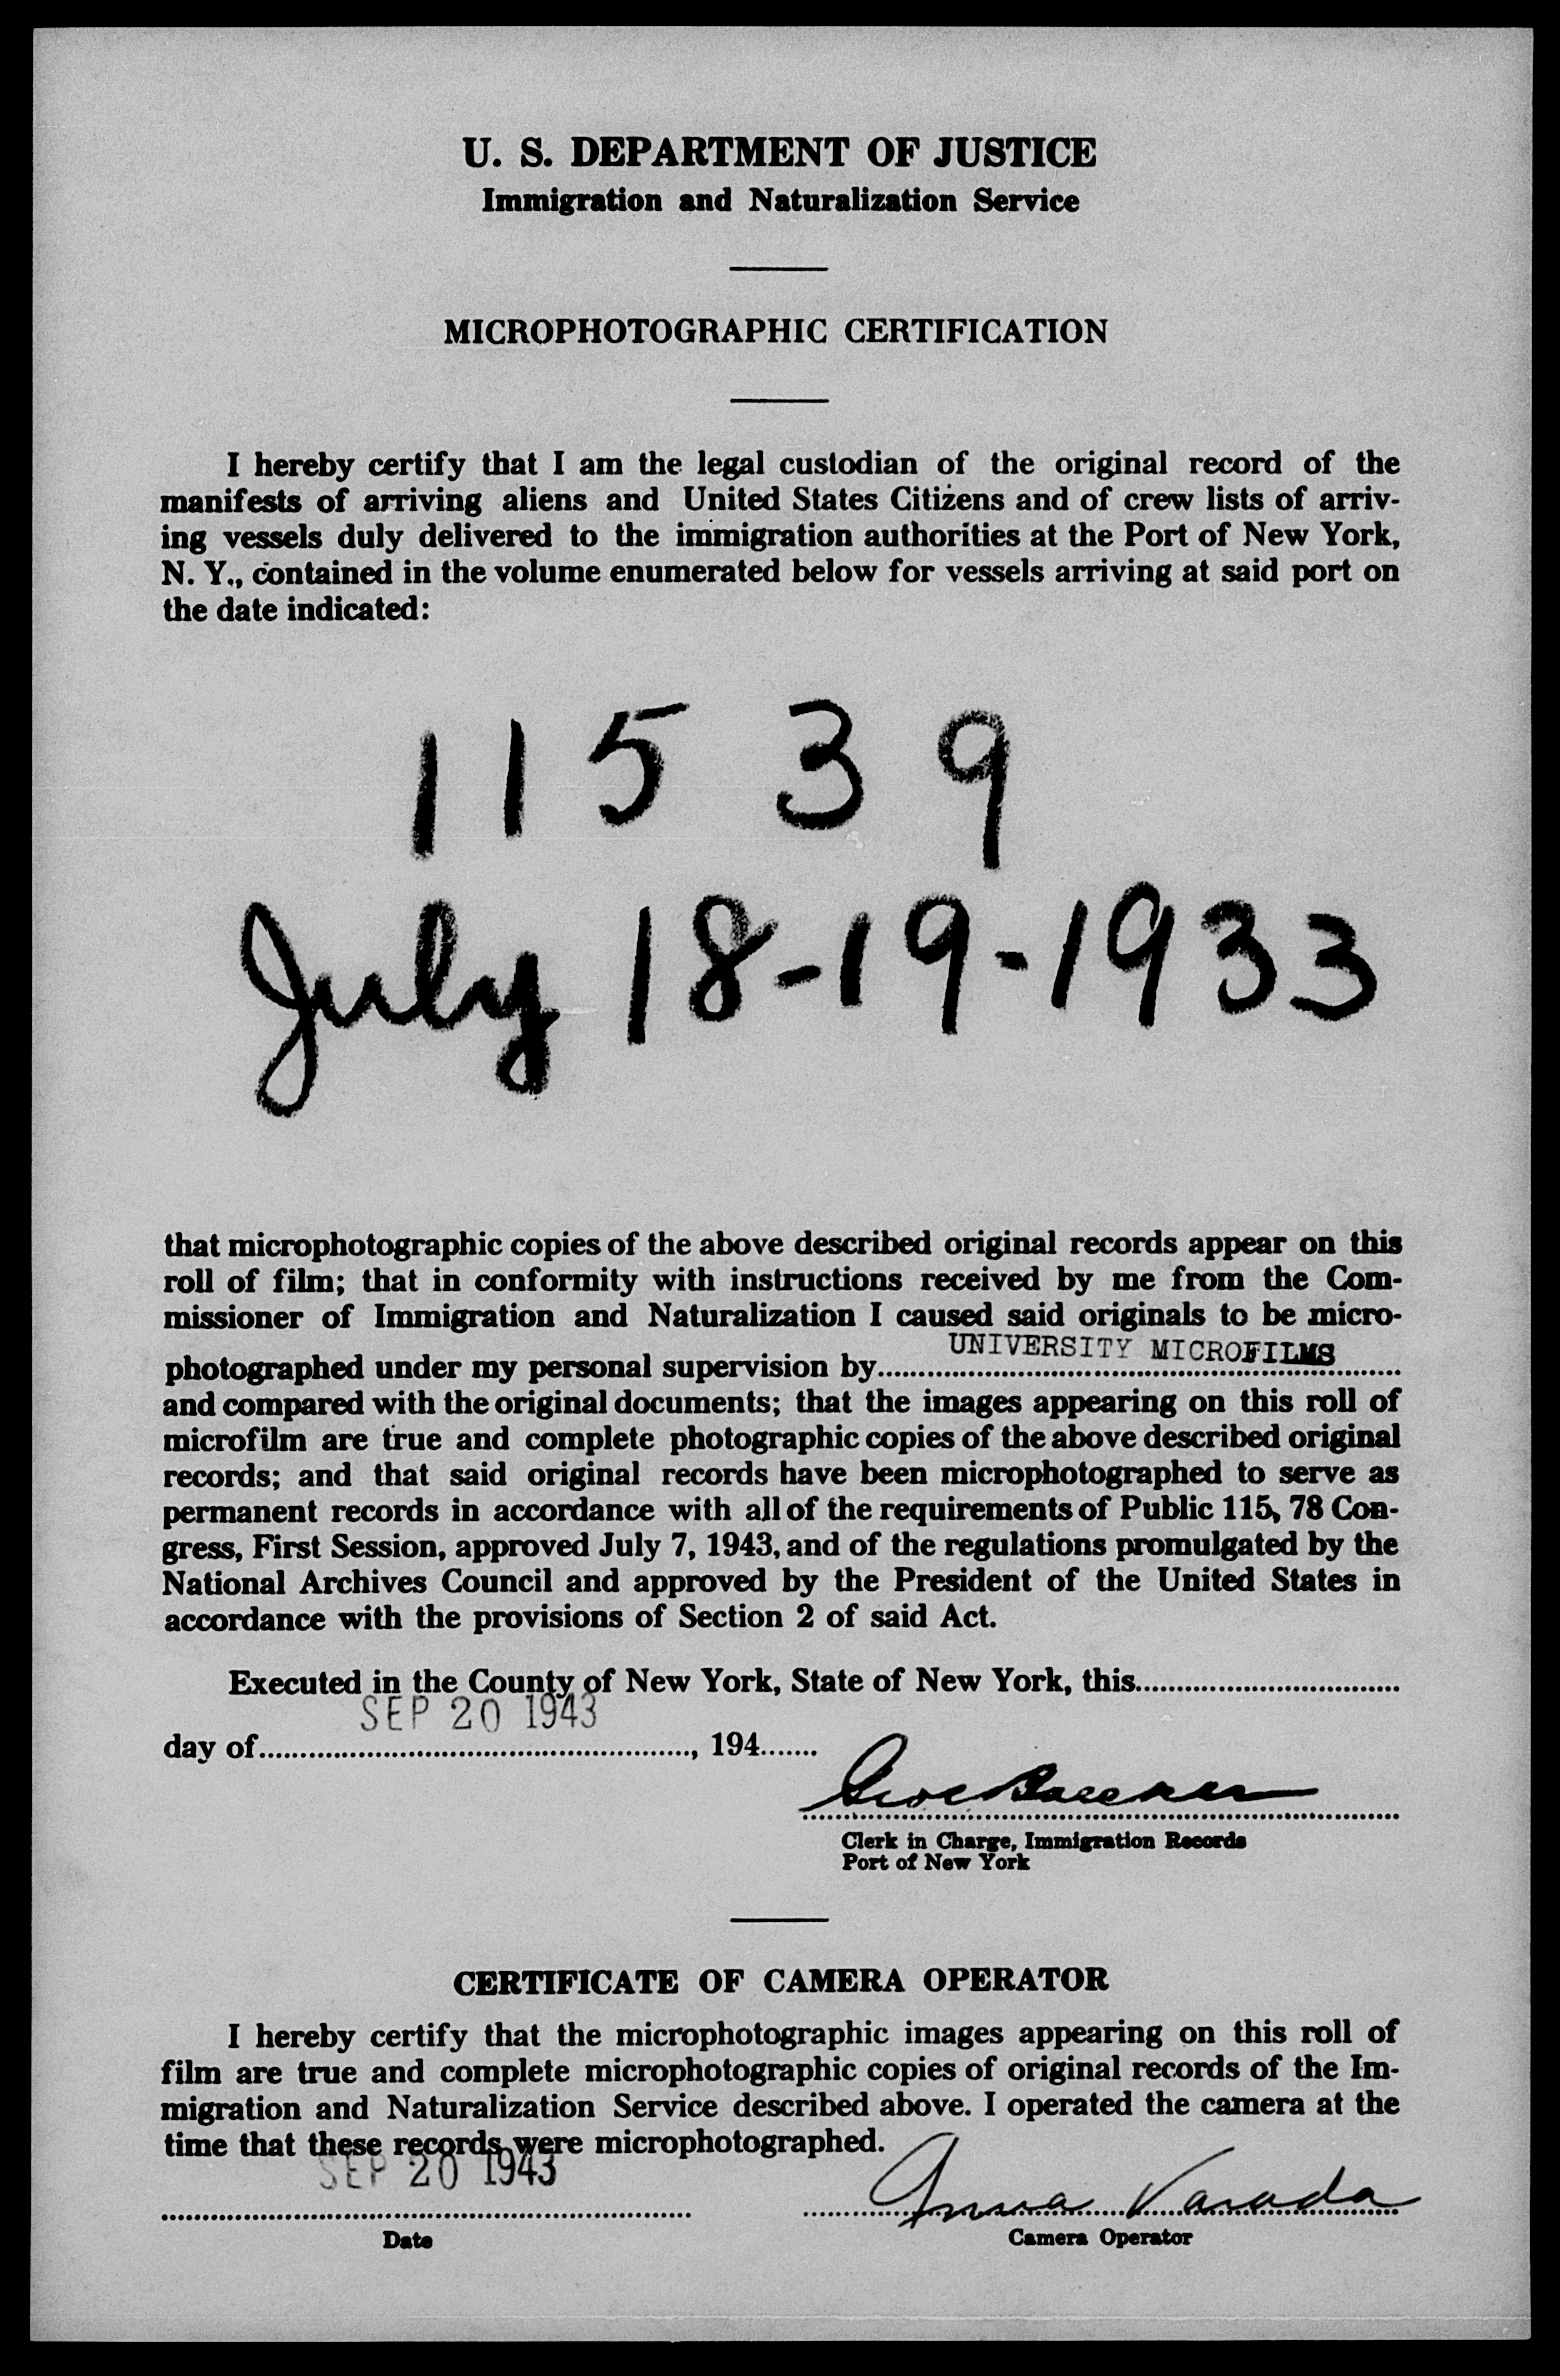 U. S. DEPARTMENT OF JUSTICE
Immigration and Naturalization Service
MICROPHOTOGRAPHIC CERTIFICATION
I hereby certify that I am the legal custodian of the original record of the
manifests of arriving aliens and United States Citizens and of crew lists of arriv-
ing vessels duly delivered to the immigration authorities at the Port of New York,
N. Y., contained in the volume enumerated below for vessels arriving at said port on
the date indicated:
11539
July 18-19-1933
that microphotographic copies of the above described original records appear on this
roll of film; that in conformity with instructions received by me from the Com-
missioner of Immigration and Naturalization I caused said originals to be micro-
photographed under my personal supervision by UNIVERSITY MICROFILMS
and compared with the original documents; that the images appearing on this roll of
microfilm are true and complete photographic copies of the above described original
records; and that said original records have been microphotographed to serve as
permanent records in accordance with all of the requirements of Public 115, 78 Con-
gress, First Session, approved July 7, 1943, and of the regulations promulgated by the
National Archives Council and approved by the President of the United States in
accordance with the provisions of Section 2 of said Act.
Executed in the County of New York, State of New York, this
SEP 20 1943
day of , 194
Clerk in Charge, Immigration Records
Port of New York
CERTIFICATE OF CAMERA OPERATOR
I hereby certify that the microphotographic images appearing on this roll of
film are true and complete microphotographic copies of original records of the Im-
migration and Naturalization Service described above. I operated the camera at the
time that these records were microphotographed.
SEP 20 1943 Anna Varada
Date Camera Operator